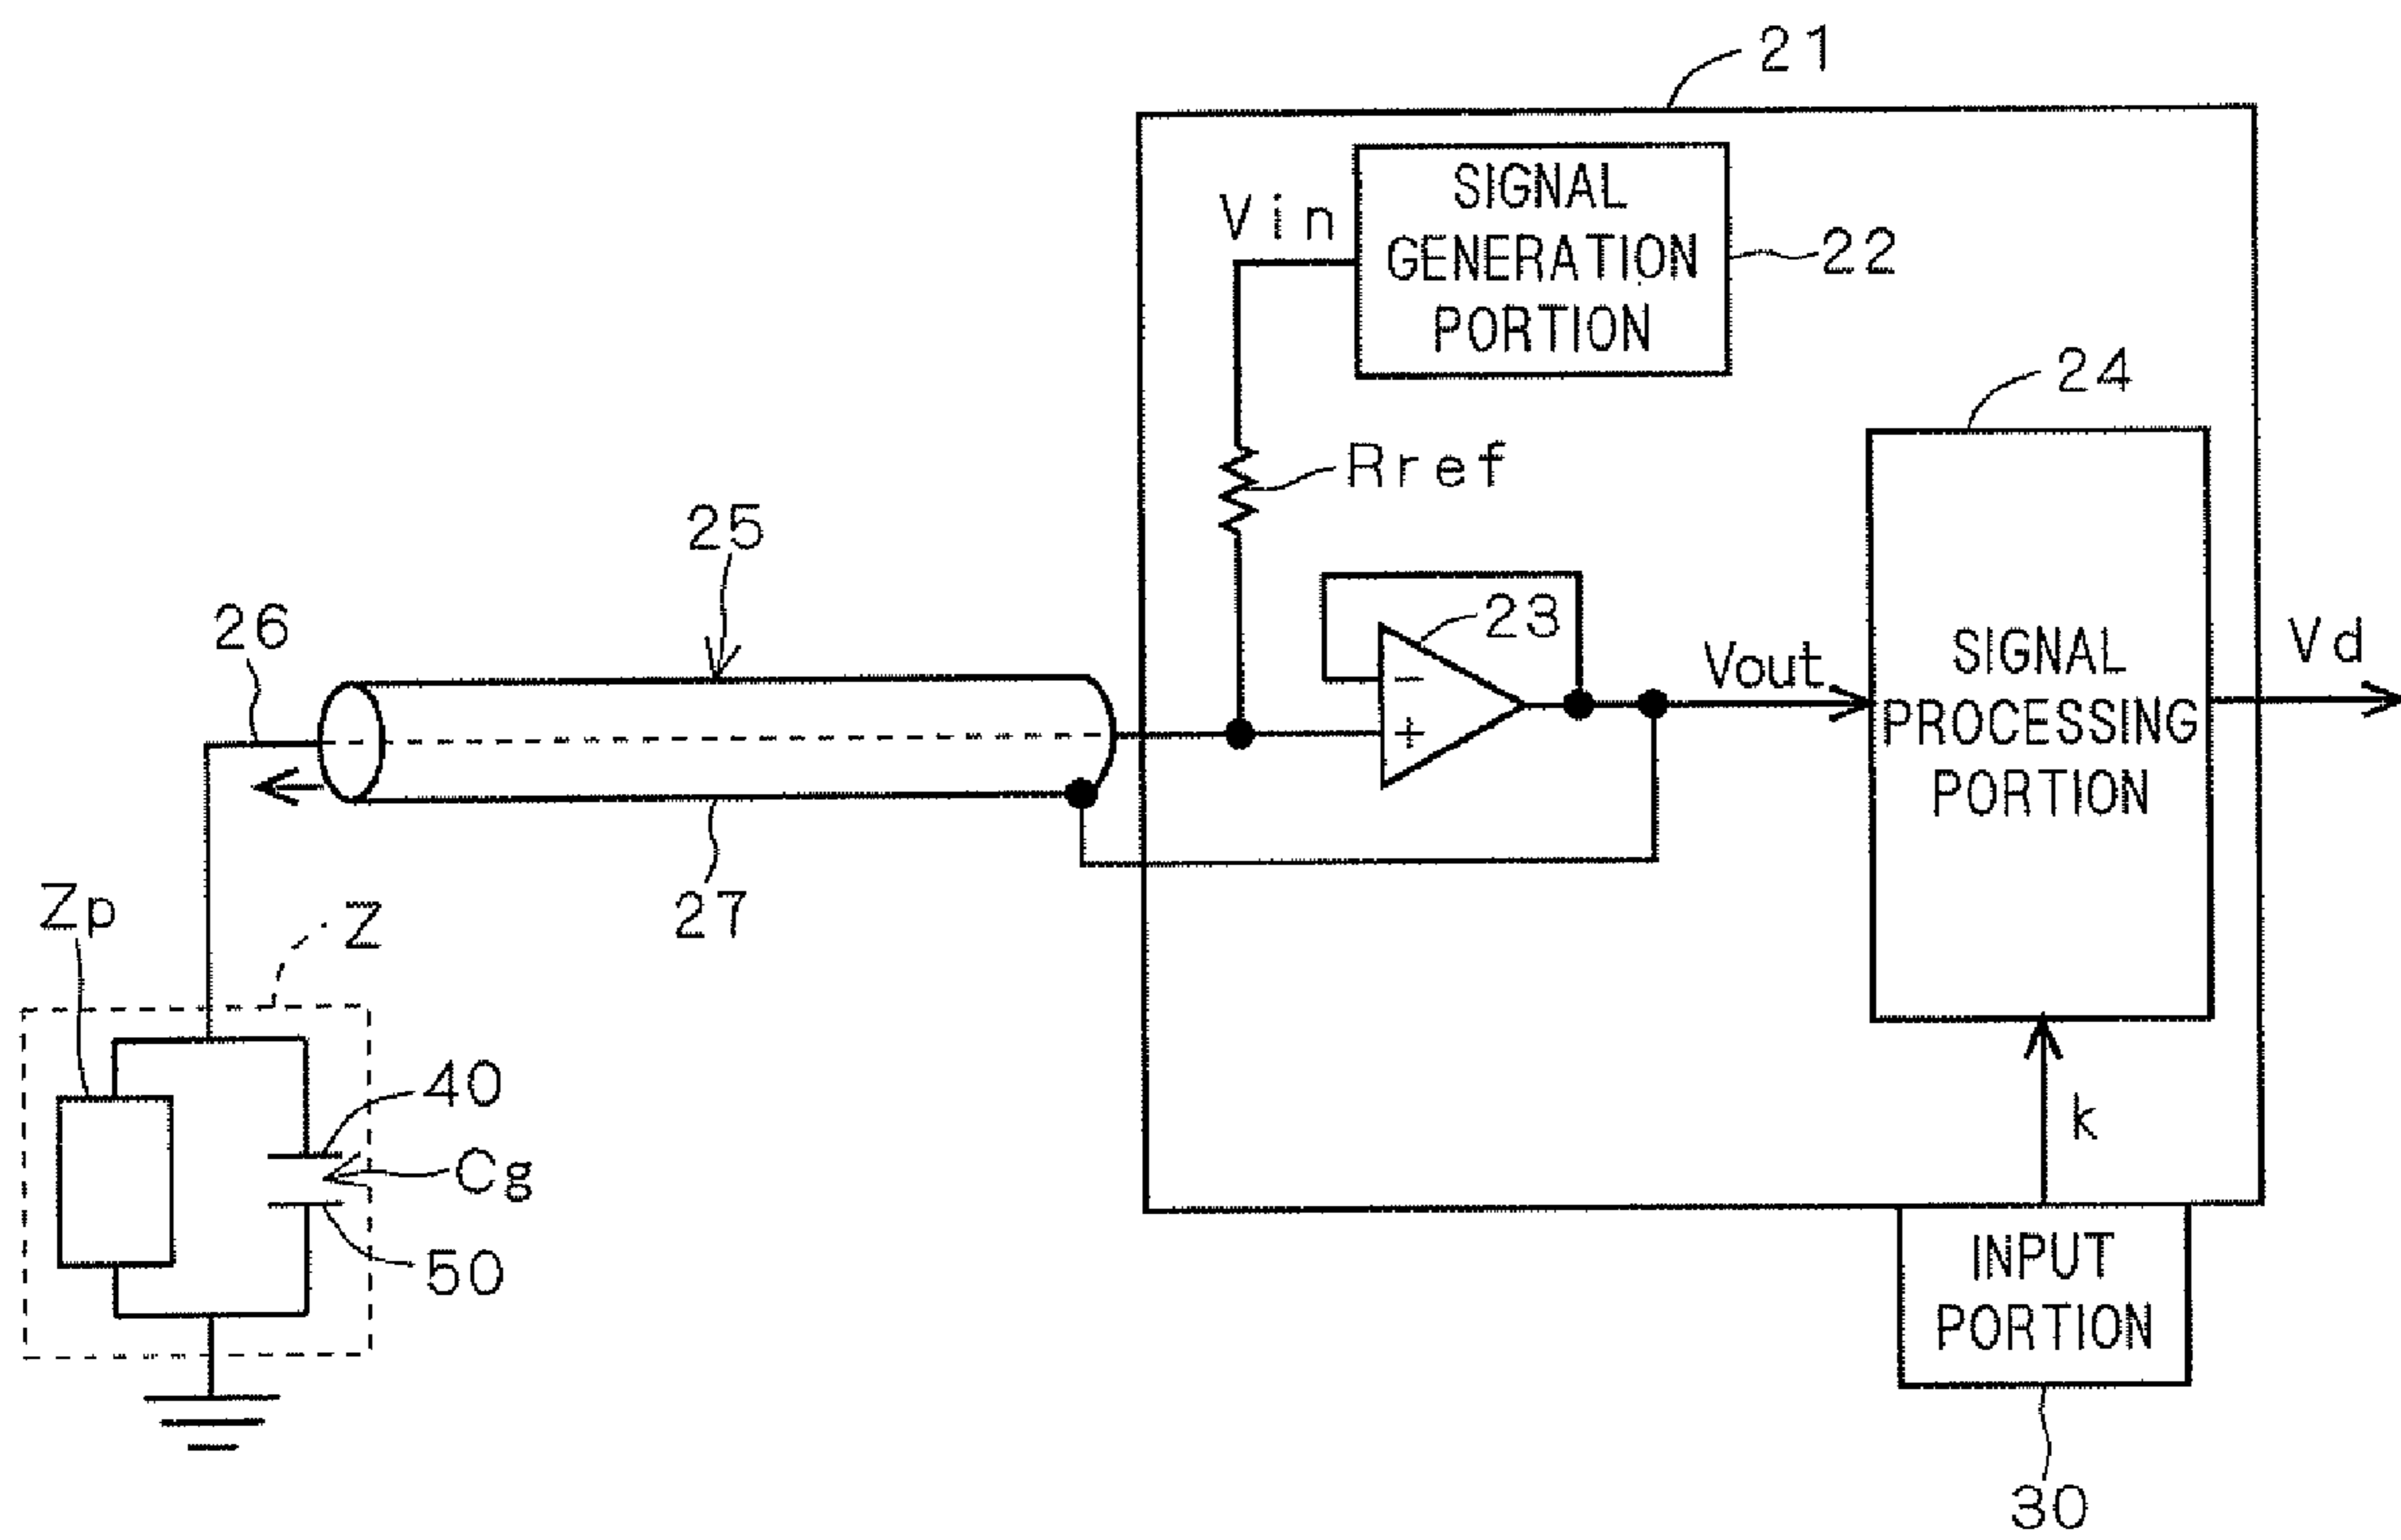 21
SIGNAL
GENERATION
PORTION
Vin
22
24
Rref
25
23
26
Vout
SIGNAL
PROCESSING
PORTION
Vd
− 
+
27
Zp
Z
40
Cg
50
k
INPUT
PORTION
30